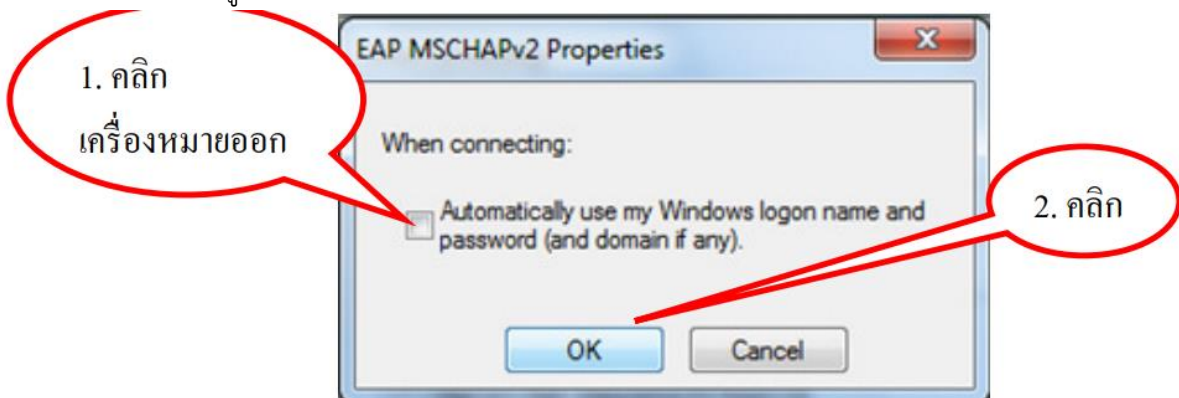 EAP MSCHAPv2 Properties
1. คลิก
เครื่องหมายออก
When connecting:
Automatically use my Windows logon name and
password (and domain if any).
2. คลิก
OK
Cancel